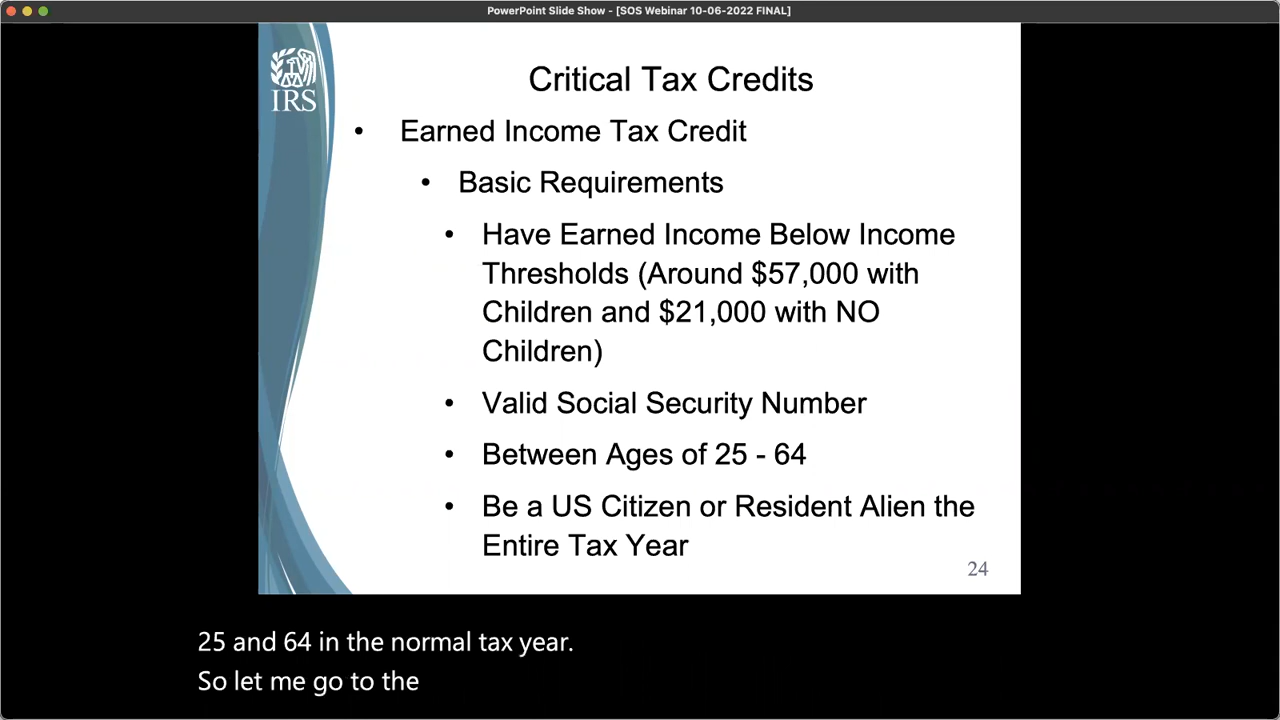 PowerPoint Slide Show - [SOS Webinar 10-06-2022 FINAL]
IRS
Critical Tax Credits
• Earned Income Tax Credit
• Basic Requirements
• Have Earned Income Below Income
Thresholds (Around $57,000 with
Children and $21,000 with NO
Children)
• Valid Social Security Number
• Between Ages of 25 - 64
• Be a US Citizen or Resident Alien the
Entire Tax Year
24
25 and 64 in the normal tax year.
So let me go to the